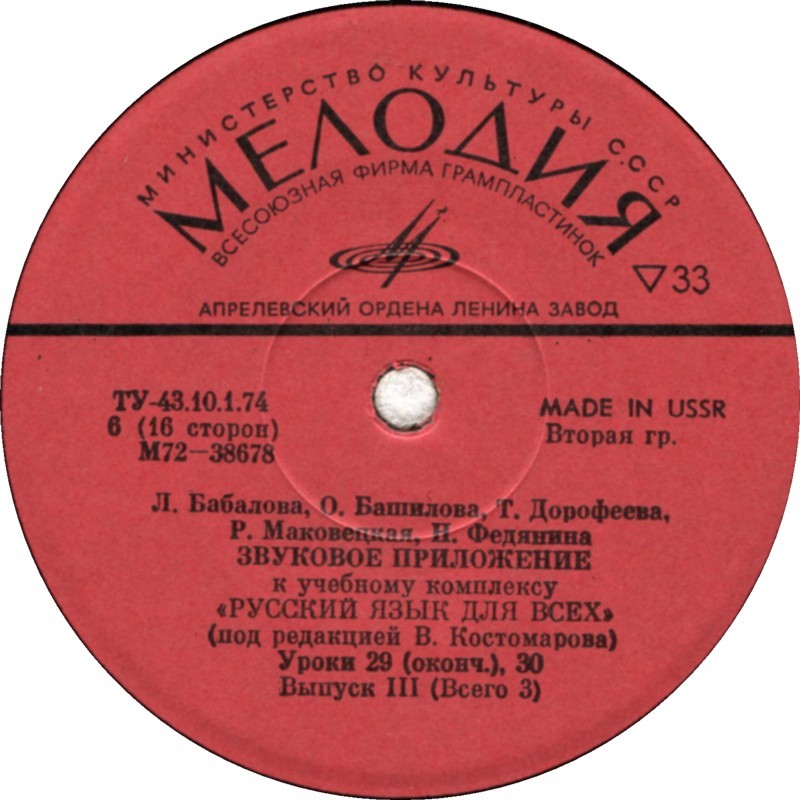 МИНИСТЕРСТВО КУЛЬТУРЫ СССР
МЕЛОДИЯ
ВСЕСОЮЗНАЯ ФИРМА ГРАМПЛАСТИНОК
▽33
АПРЕЛЕВСКИЙ ОРДЕНА ЛЕНИНА ЗАВОД
ТУ-43.10.1.74
6 (16 сторон)
М72—38678
MADE IN USSR
Вторая гр.
Л. Бабалова, О. Башилова, Т. Дорофеева,
Р. Маковецкая, Н. Федянина
ЗВУКОВОЕ ПРИЛОЖЕНИЕ
к учебному комплексу
«РУССКИЙ ЯЗЫК ДЛЯ ВСЕХ»
(под редакцией В. Костомарова)
Уроки 29 (оконч.), 30
Выпуск III (Всего 3)